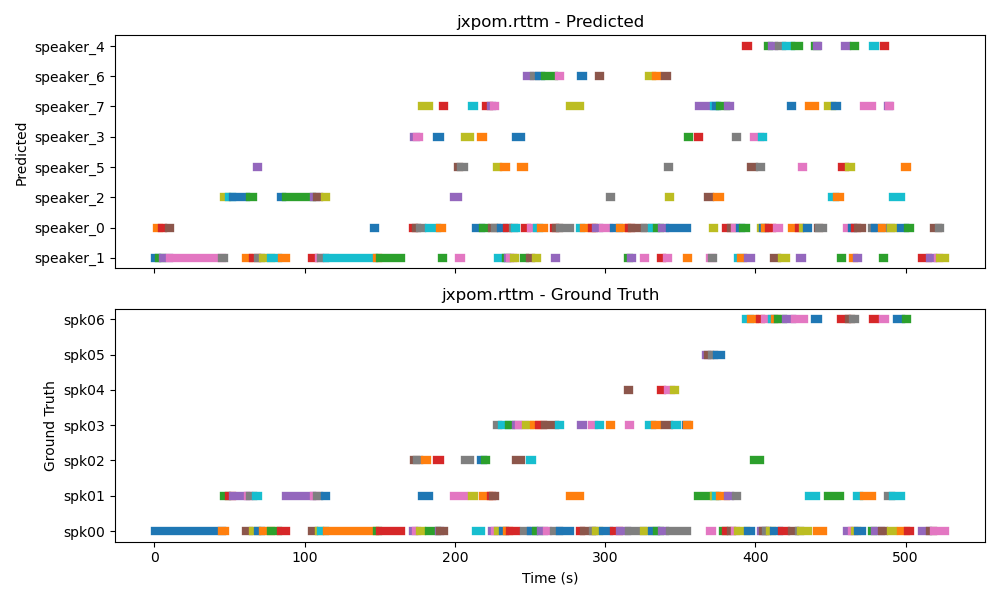 jxpom.rttm - Predicted
speaker_4
speaker_6
speaker_7
speaker_3
speaker_5
speaker_2
speaker_0
speaker_1
Predicted
jxpom.rttm - Ground Truth
spk06
spk05
spk04
spk03
spk02
spk01
spk00
Ground Truth
0 100 200 300 400 500
Time (s)